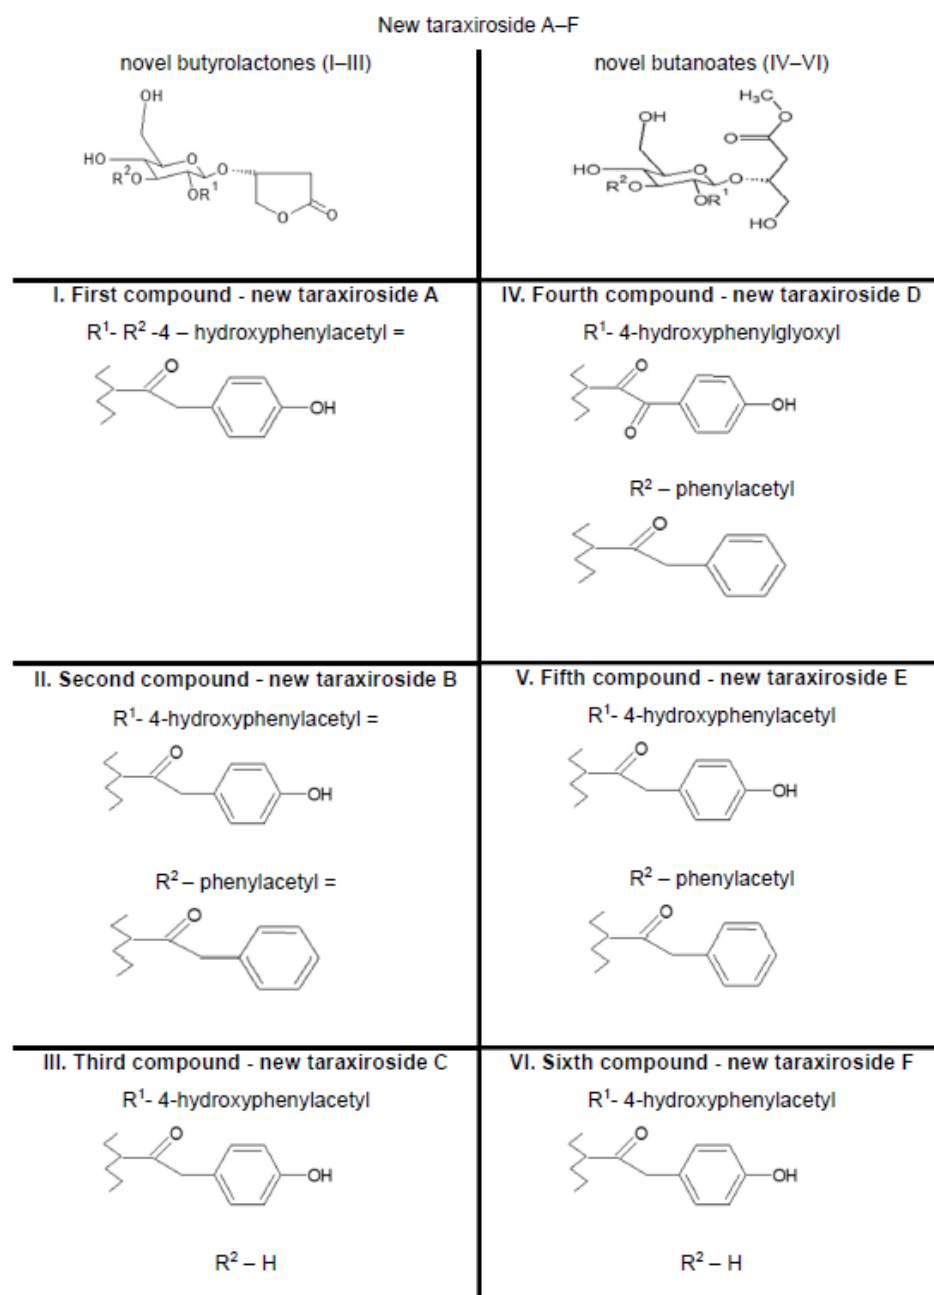 New taraxiroside A–F
novel butyrolactones (I–III)
OH
HO
O
O
R²
O
OR¹
O
O
novel butanoates (IV–VI)
H₃C
O
O
OH
HO
O
O
R²
O
OR¹
HO
I. First compound - new taraxiroside A
R¹- R² -4 – hydroxyphenylacetyl =
O
OH
IV. Fourth compound - new taraxiroside D
R¹- 4-hydroxyphenylglyoxyl
O
OH
O
R² – phenylacetyl
O
II. Second compound - new taraxiroside B
R¹- 4-hydroxyphenylacetyl =
O
OH
R² – phenylacetyl =
O
V. Fifth compound - new taraxiroside E
R¹- 4-hydroxyphenylacetyl
O
OH
R² – phenylacetyl
O
III. Third compound - new taraxiroside C
R¹- 4-hydroxyphenylacetyl
O
OH
R² – H
VI. Sixth compound - new taraxiroside F
R¹- 4-hydroxyphenylacetyl
O
OH
R² – H